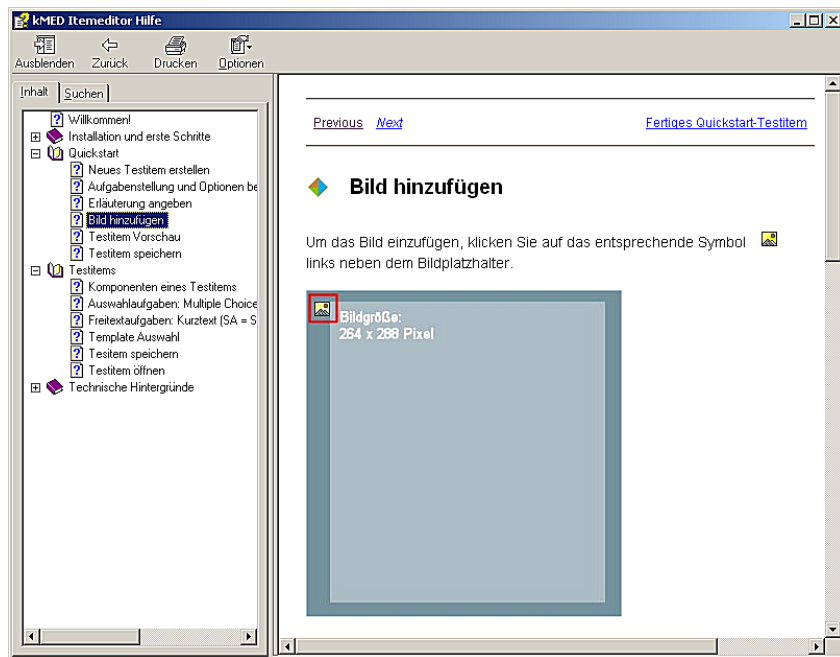 kMED Itemeditor Hilfe
Ausblenden Zurück Drucken Optionen
Inhalt Suchen
Willkommen!
Installation und erste Schritte
Quickstart
Neues Testitem erstellen
Aufgabenstellung und Optionen be
Erläuterung angeben
Bild hinzufügen
Testitem Vorschau
Testitem speichern
Testitems
Komponenten eines Testitems
Auswahlaufgaben: Multiple Choice
Freitextaufgaben: Kurztext (SA = S
Template Auswahl
Tesitem speichern
Testitem öffnen
Technische Hintergründe
Previous Next Fertiges Quickstart-Testitem
Bild hinzufügen
Um das Bild einzufügen, klicken Sie auf das entsprechende Symbol
links neben dem Bildplatzhalter.
Bildgröße:
264 x 288 Pixel